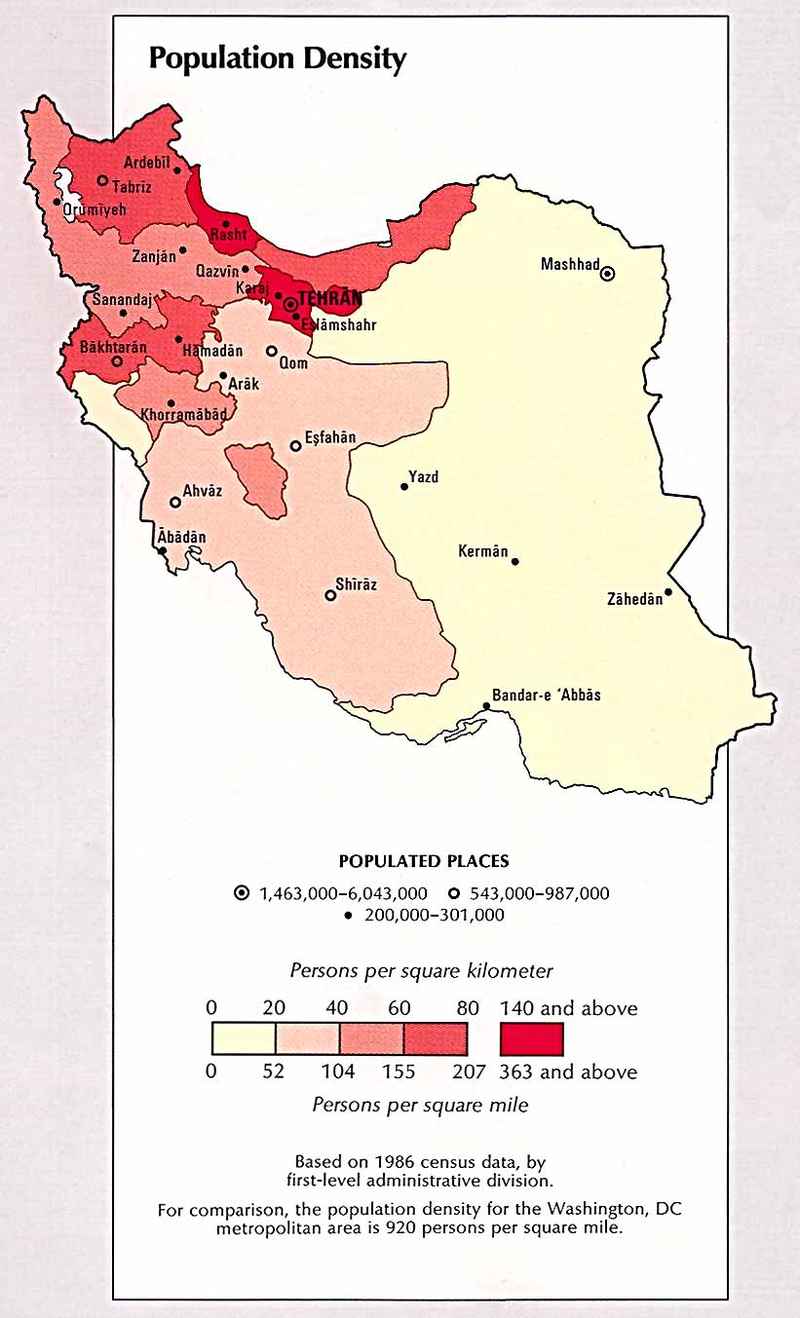 Population Density
Ardebīl
Tabrīz
Orūmīyeh
Rasht
Zanjān
Qazvīn
Mashhad
Karaj
TEHRĀN
Sanandaj
Eslāmshahr
Bākhtarān
Hamadān
Qom
Arāk
Khorramābād
Eşfahān
Yazd
Ahvāz
Ābādān
Kermān
Shīrāz
Zāhedān
Bandar-e ‘Abbās
POPULATED PLACES
1,463,000–6,043,000 543,000–987,000
200,000–301,000
Persons per square kilometer
0 20 40 60 80 140 and above
0 52 104 155 207 363 and above
Persons per square mile
Based on 1986 census data, by
first-level administrative division.
For comparison, the population density for the Washington, DC
metropolitan area is 920 persons per square mile.